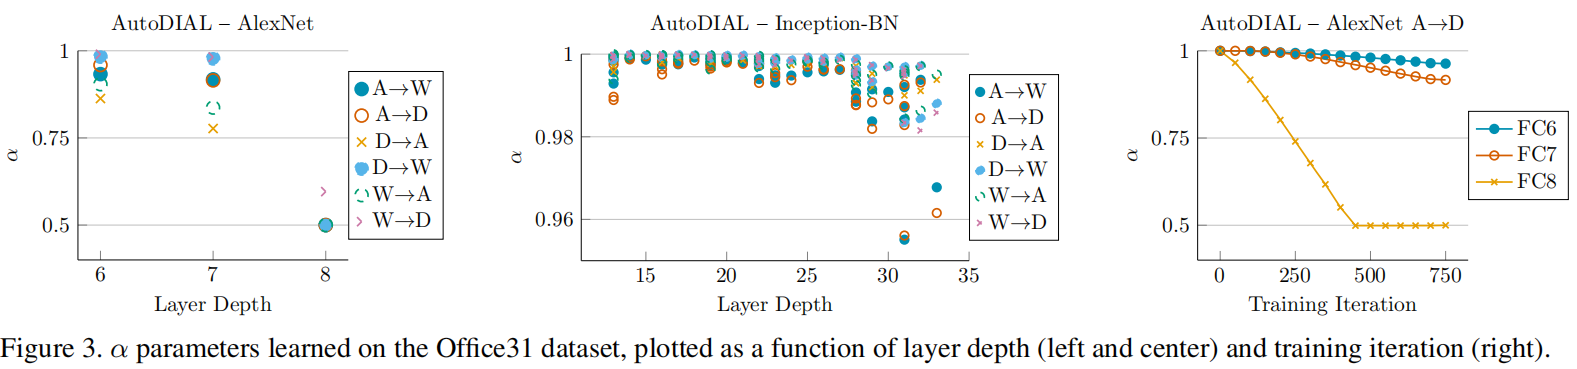 AutoDIAL – AlexNet
1
0.75
0.5
α
6 7 8
Layer Depth
A→W
A→D
D→A
D→W
W→A
W→D
AutoDIAL – Inception-BN
1
0.98
0.96
α
15 20 25 30 35
Layer Depth
A→W
A→D
D→A
D→W
W→A
W→D
AutoDIAL – AlexNet A→D
1
0.75
0.5
α
0 250 500 750
Training Iteration
FC6
FC7
FC8
Figure 3. α parameters learned on the Office31 dataset, plotted as a function of layer depth (left and center) and training iteration (right).